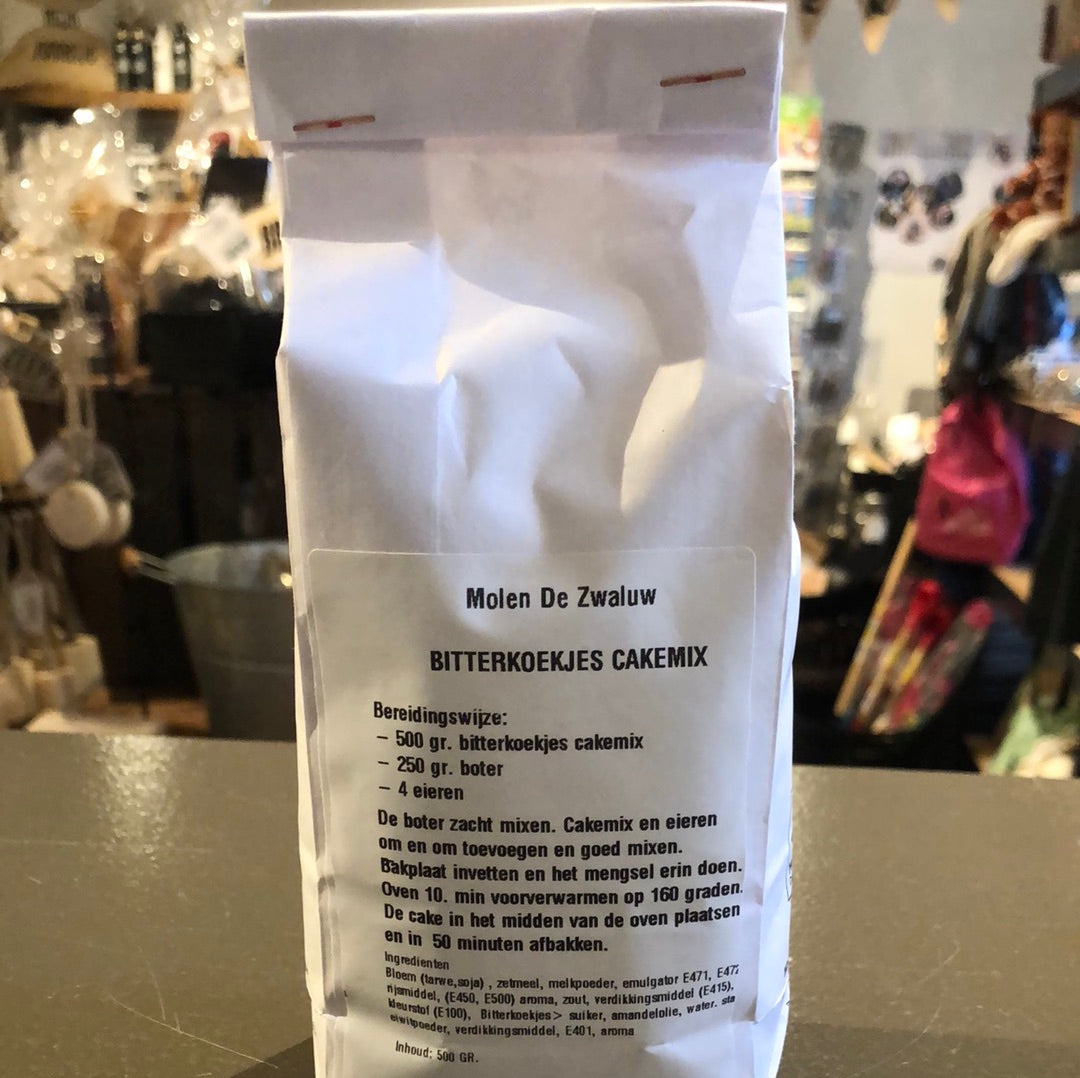 Molen De Zwaluw
BITTERKOEKJES CAKEMIX
Bereidingswijze:
– 500 gr. bitterkoekjes cakemix
– 250 gr. boter
– 4 eieren
De boter zacht mixen. Cakemix en eieren
om en om toevoegen en goed mixen.
Bakplaat invetten en het mengsel erin doen.
Oven 10. min voorverwarmen op 160 graden.
De cake in het midden van de oven plaatsen
en in 50 minuten afbakken.
Ingredienten
Bloem (tarwe,soja) , zetmeel, melkpoeder, emulgator E471, E472
rijsmiddel, (E450, E500) aroma, zout, verdikkingsmiddel (E415),
kleurstof (E100), Bitterkoekjes> suiker, amandelolie, water. sta
eiwitpoeder, verdikkingsmiddel, E401, aroma
Inhoud: 500 GR.